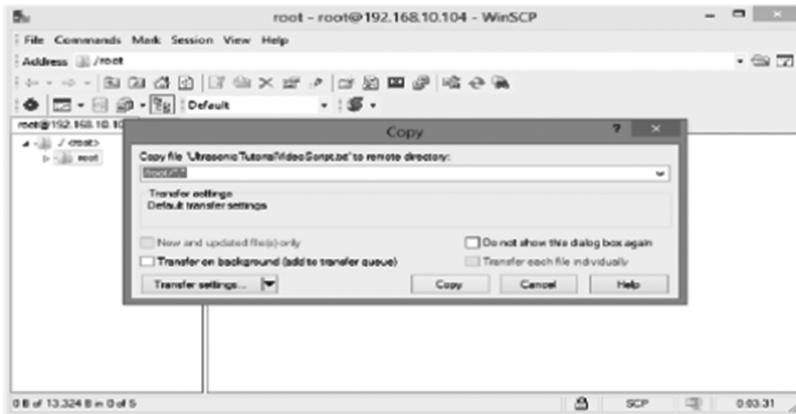 root - root@192.168.10.104 - WinSCP
File Commands Mark Session View Help
Address /root
Default
root@192.168.10.10
/ <root>
root
Copy
Copy file 'UltrasonicTutorialVideoScript.txt' to remote directory:
/root/*.*
Transfer settings
Default transfer settings
New and updated file(s) only
Do not show this dialog box again
Transfer on background (add to transfer queue)
Transfer each file individually
Transfer settings...
Copy
Cancel
Help
0 B of 13.324 B in 0 of 5
SCP
0:03:31